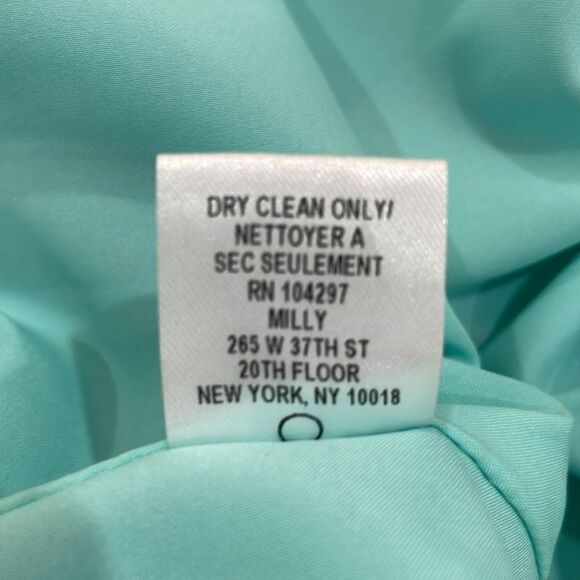 DRY CLEAN ONLY/
NETTOYER A
SEC SEULEMENT
RN 104297
MILLY
265 W 37TH ST
20TH FLOOR
NEW YORK, NY 10018